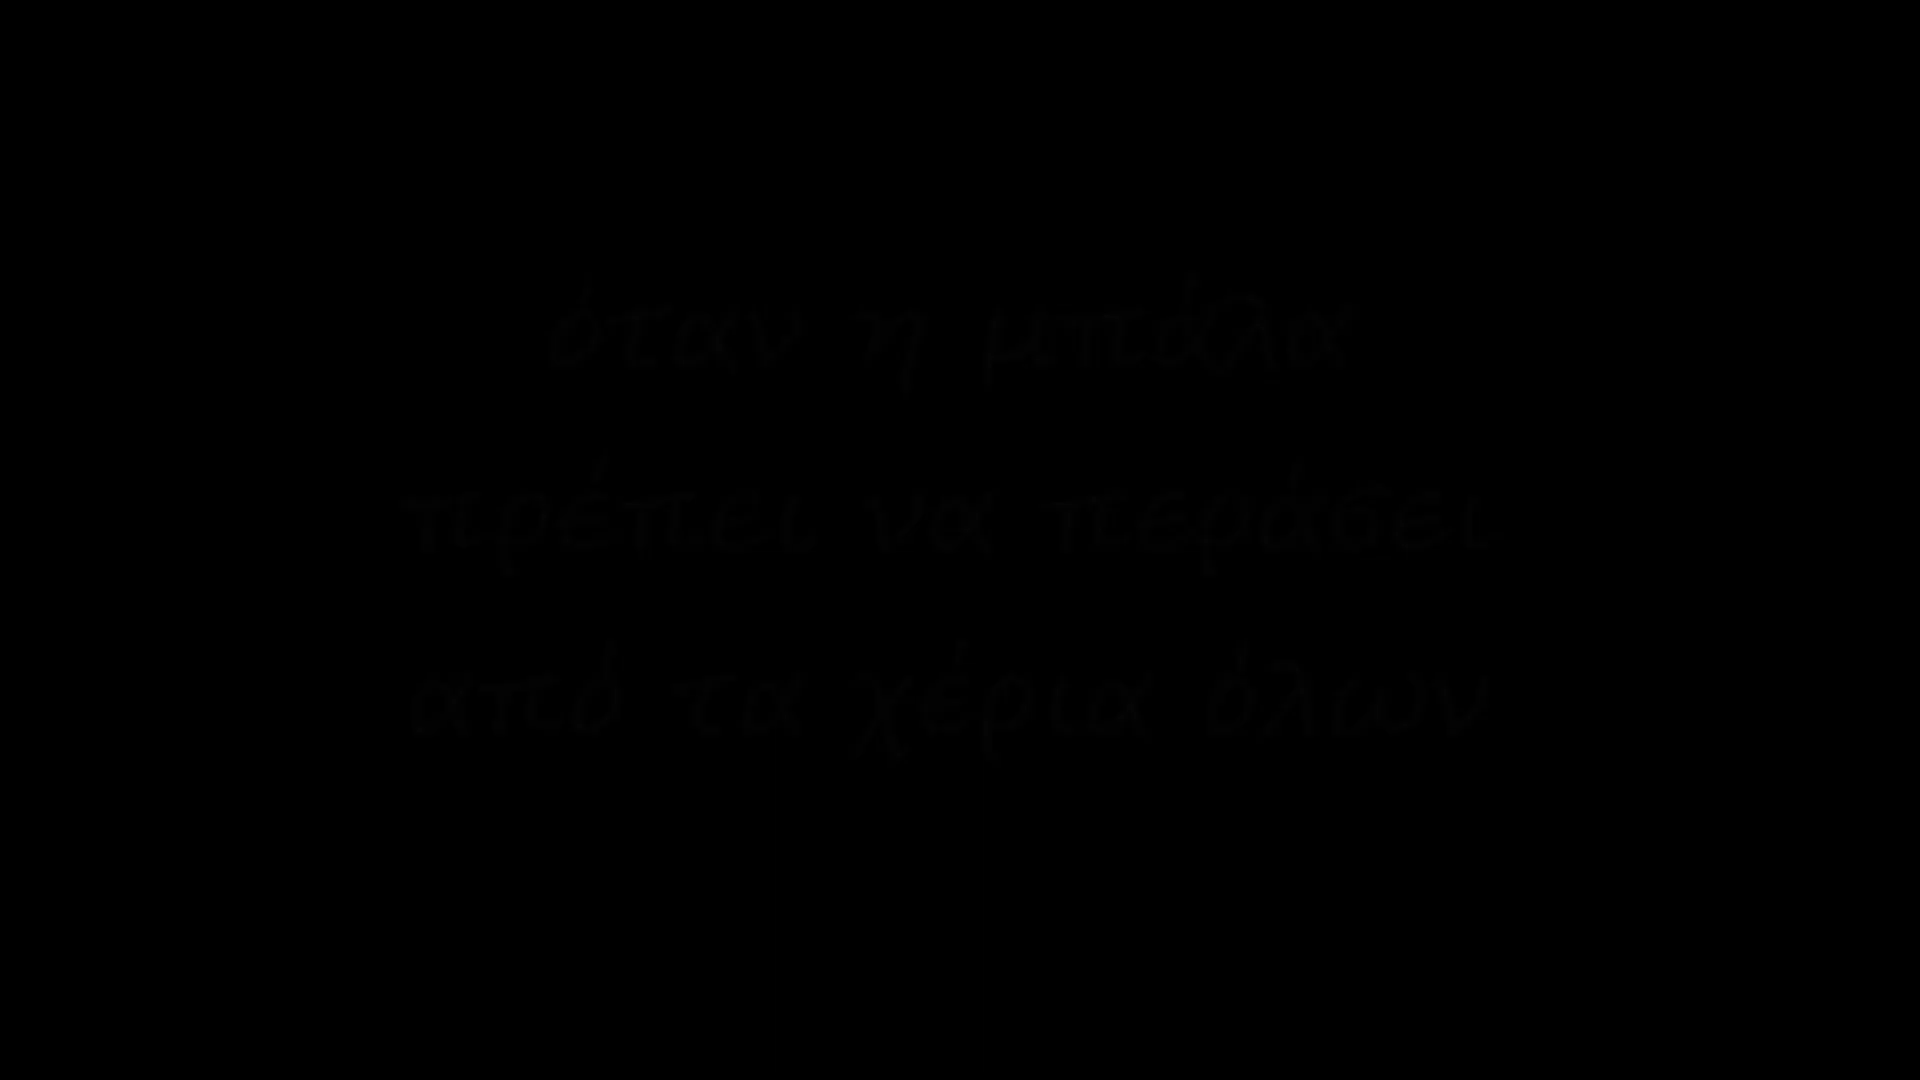 όταν η μπάλα
πρέπει να περάσει
από τα χέρια όλων